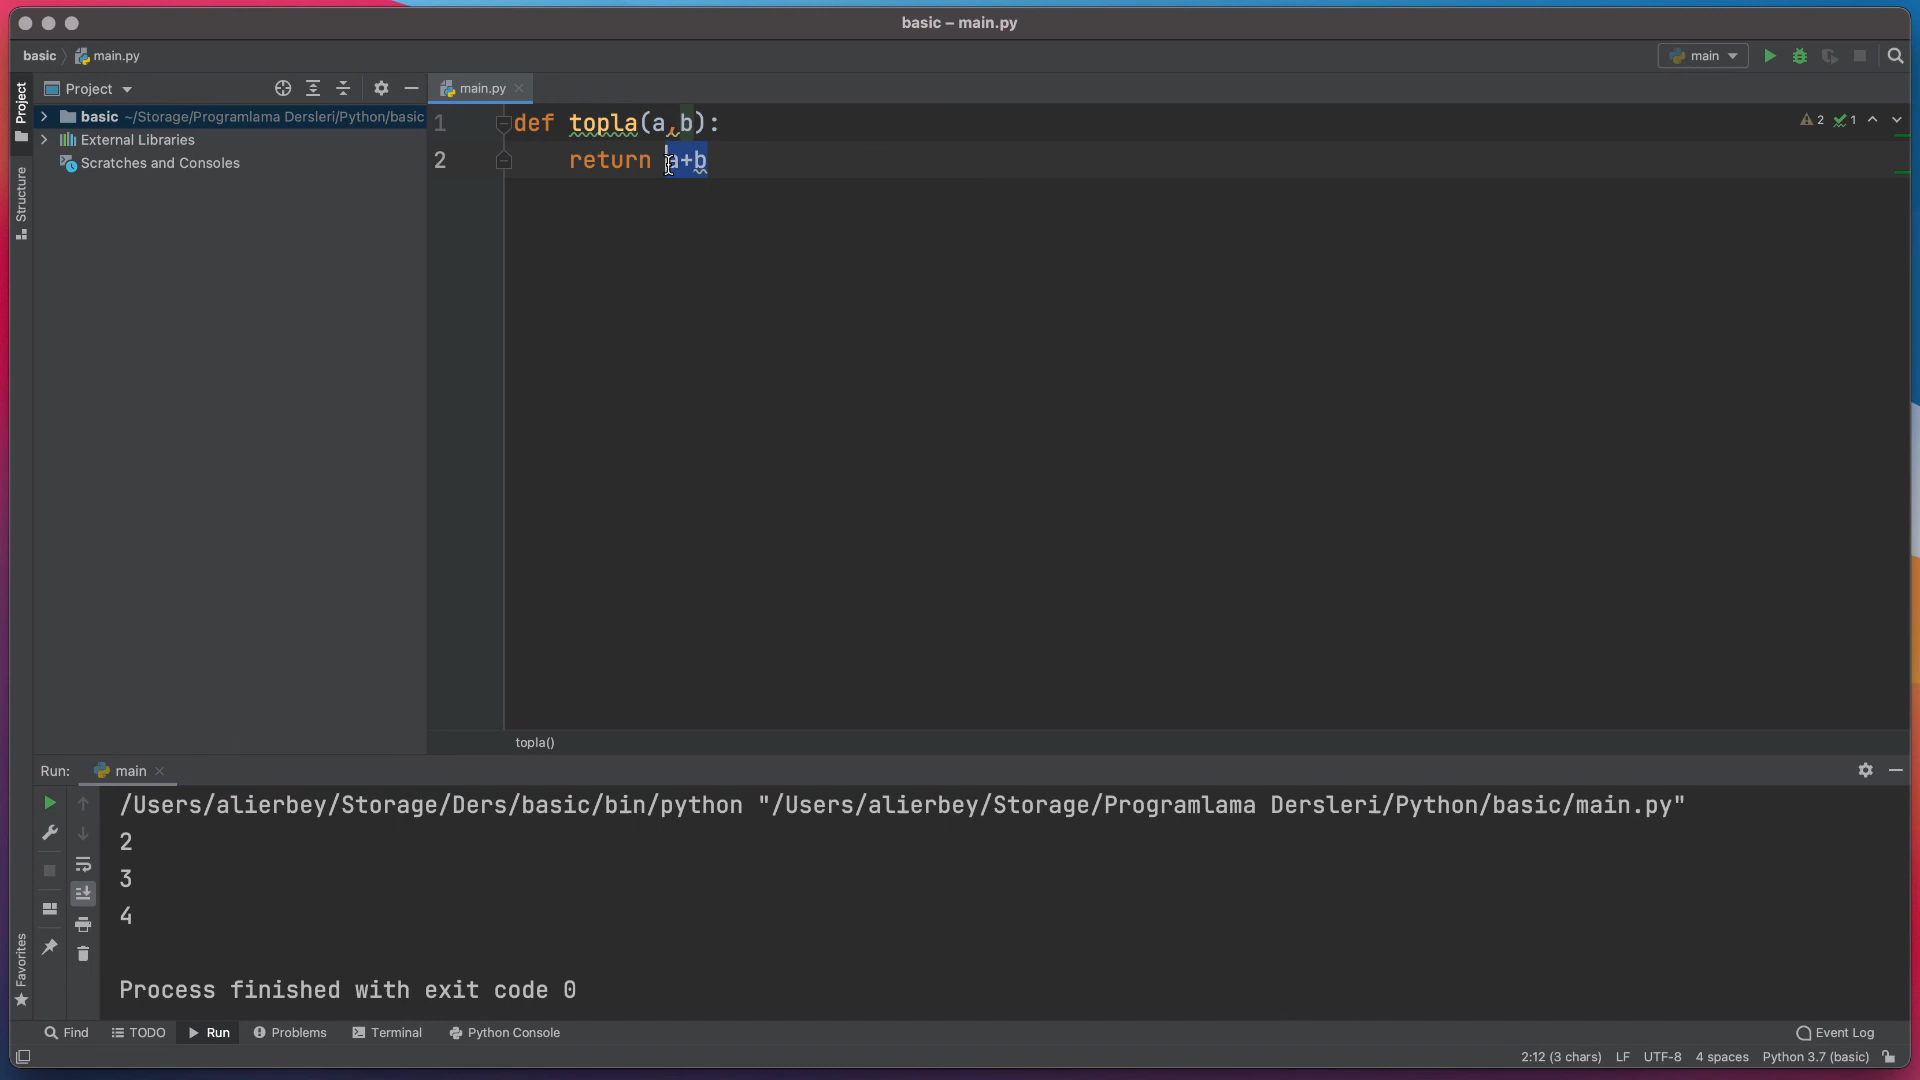 basic – main.py
basic main.py
main
Project
main.py
Project
basic ~/Storage/Programlama Dersleri/Python/basic
External Libraries
Scratches and Consoles
Structure
Favorites
1 def topla(a,b):
2 return a+b
2 1
topla()
Run: main
/Users/alierbey/Storage/Ders/basic/bin/python "/Users/alierbey/Storage/Programlama Dersleri/Python/basic/main.py"
2
3
4
Process finished with exit code 0
Find TODO Run Problems Terminal Python Console Event Log
2:12 (3 chars) LF UTF-8 4 spaces Python 3.7 (basic)